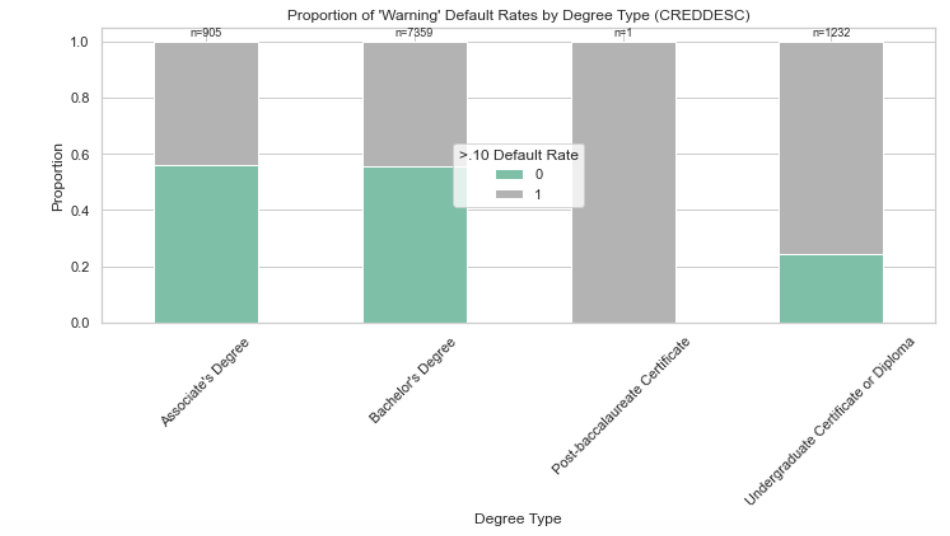 Proportion of 'Warning' Default Rates by Degree Type (CREDDESC)
n=905
n=7359
n=1
n=1232
1.0
0.8
0.6
0.4
0.2
0.0
Proportion
>.10 Default Rate
0
1
Associate's Degree
Bachelor's Degree
Post-baccalaureate Certificate
Undergraduate Certificate or Diploma
Degree Type